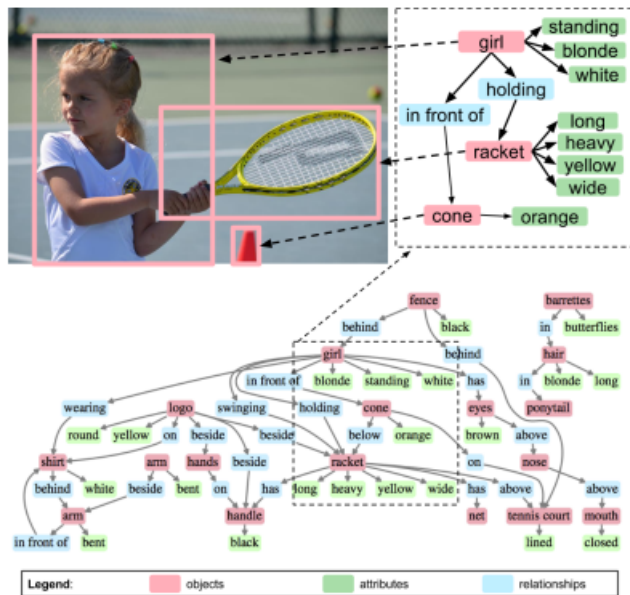 standing
girl
blonde
white
holding
in front of
long
heavy
racket
yellow
wide
cone
orange
fence
barrettes
behind
black
in
butterflies
girl
behind
hair
in front of
blonde
standing
white
has
in
blonde
long
wearing
logo
swinging
holding
cone
eyes
ponytail
round
yellow
on
beside
beside
below
orange
brown
above
shirt
arm
hands
beside
racket
on
nose
behind
white
beside
bent
on
has
long
heavy
yellow
wide
has
above
above
arm
handle
net
tennis court
mouth
in front of
bent
black
lined
closed
Legend:
objects
attributes
relationships